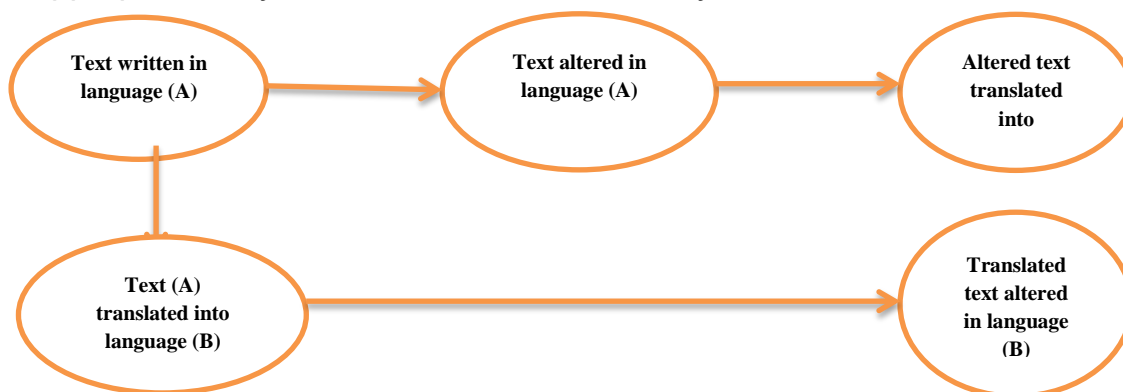 Text written in
language (A)
Text altered in
language (A)
Altered text
translated
into
Text (A)
translated into
language (B)
Translated
text altered
in language
(B)